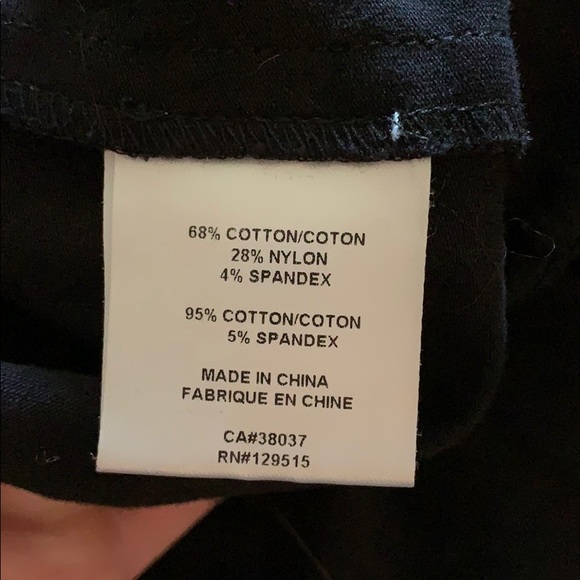 68% COTTON/COTON
28% NYLON
4% SPANDEX
95% COTTON/COTON
5% SPANDEX
MADE IN CHINA
FABRIQUE EN CHINE
CA#38037
RN#129515